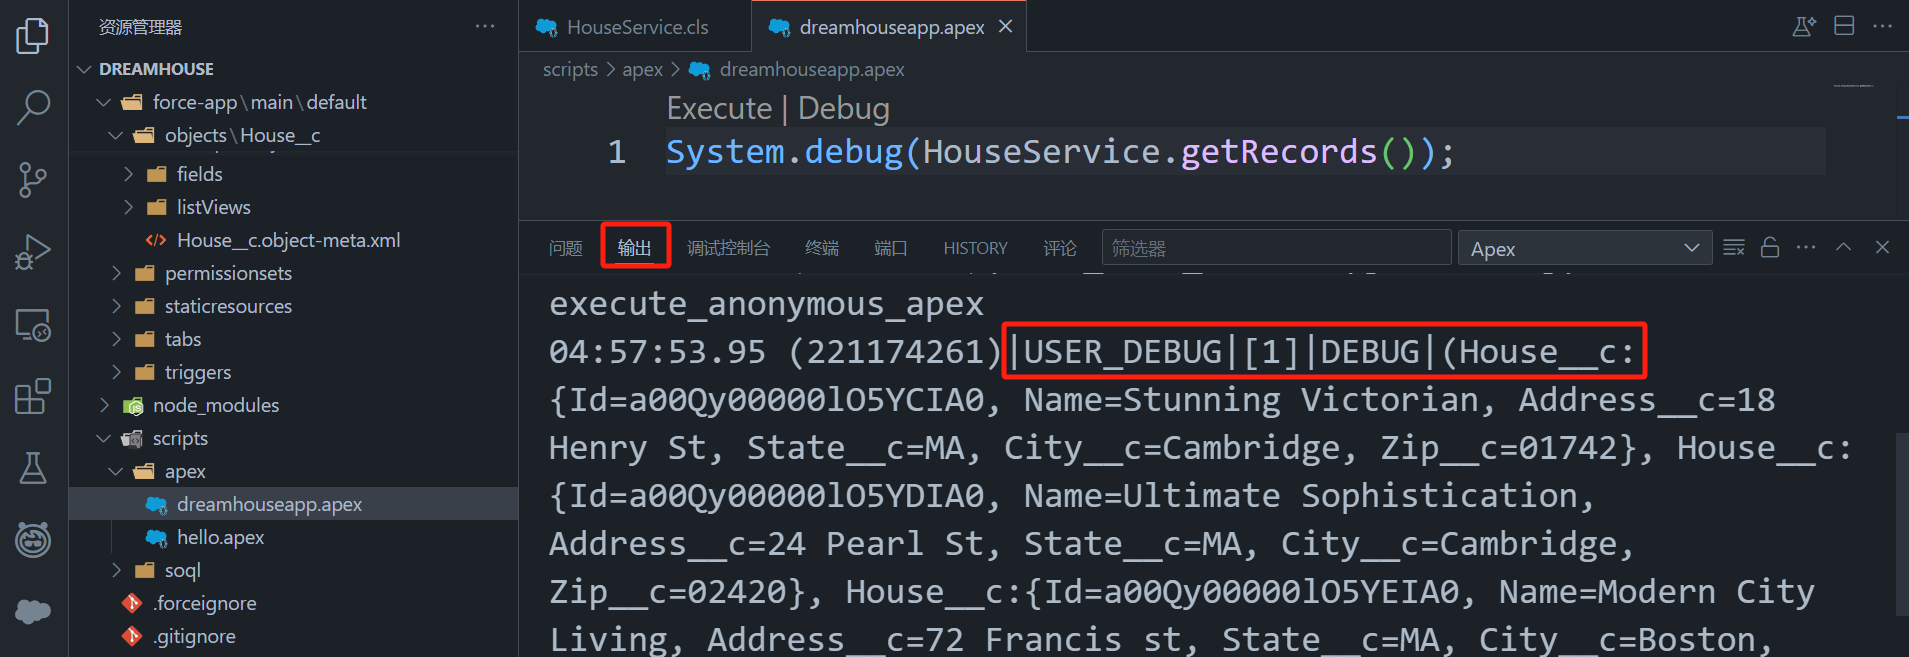 资源管理器
DREAMHOUSE
force-app\main\default
objects\House__c
fields
listViews
House__c.object-meta.xml
permissionsets
staticresources
tabs
triggers
node_modules
scripts
apex
dreamhouseapp.apex
hello.apex
soql
.forceignore
.gitignore
HouseService.cls
dreamhouseapp.apex
scripts > apex > dreamhouseapp.apex
Execute | Debug
1 System.debug(HouseService.getRecords());
问题 输出 调试控制台 终端 端口 HISTORY 评论 筛选器 Apex
execute_anonymous_apex
04:57:53.95 (221174261)|USER_DEBUG|[1]|DEBUG|(House__c:
{Id=a00Qy00000lO5YCIA0, Name=Stunning Victorian, Address__c=18
Henry St, State__c=MA, City__c=Cambridge, Zip__c=01742}, House__c:
{Id=a00Qy00000lO5YDIA0, Name=Ultimate Sophistication,
Address__c=24 Pearl St, State__c=MA, City__c=Cambridge,
Zip__c=02420}, House__c:{Id=a00Qy00000lO5YEIA0, Name=Modern City
Living, Address__c=72 Francis st, State__c=MA, City__c=Boston,